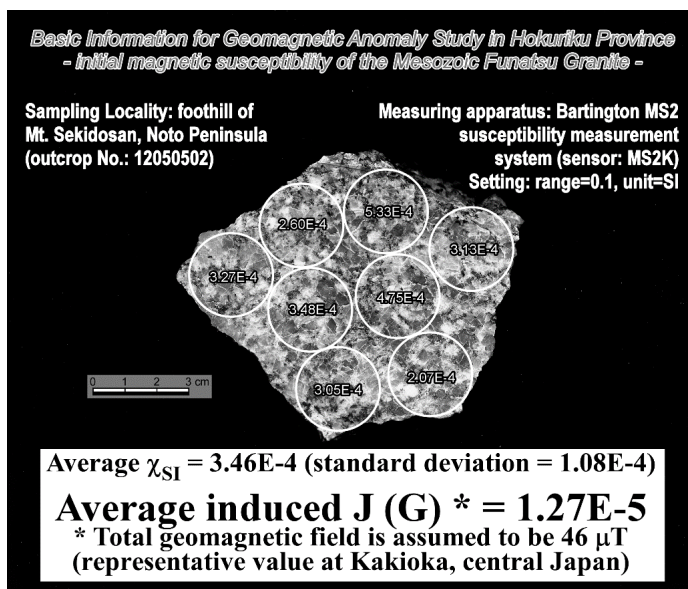 Basic Information for Geomagnetic Anomaly Study in Hokuriku Province
- initial magnetic susceptibility of the Mesozoic Funatsu Granite -
Sampling Locality: foothill of
Mt. Sekidosan, Noto Peninsula
(outcrop No.: 12050502)
Measuring apparatus: Bartington MS2
susceptibility measurement
system (sensor: MS2K)
Setting: range=0.1, unit=SI
5.33E-4
2.60E-4
3.13E-4
3.27E-4
4.75E-4
3.48E-4
2.07E-4
3.05E-4
0 1 2 3 cm
Average χSI = 3.46E-4 (standard deviation = 1.08E-4)
Average induced J (G) * = 1.27E-5
* Total geomagnetic field is assumed to be 46 μT
(representative value at Kakioka, central Japan)